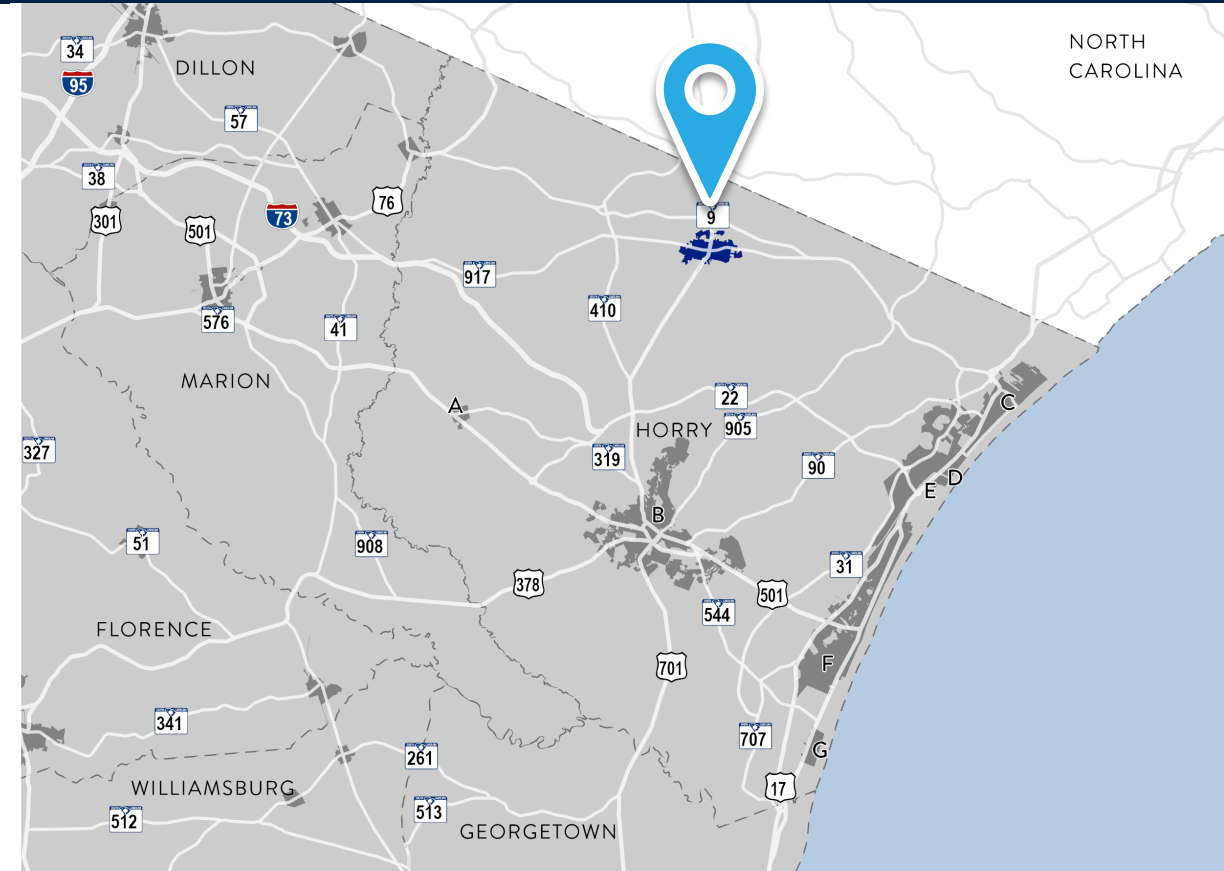 NORTH
CAROLINA
34
DILLON
95
57
38
76
301
501
73
9
917
576
41
410
MARION
22
A
C
905
HORRY
327
319
90
D
E
B
51
908
31
378
501
544
FLORENCE
F
701
341
707
G
261
WILLIAMSBURG
17
513
512
GEORGETOWN